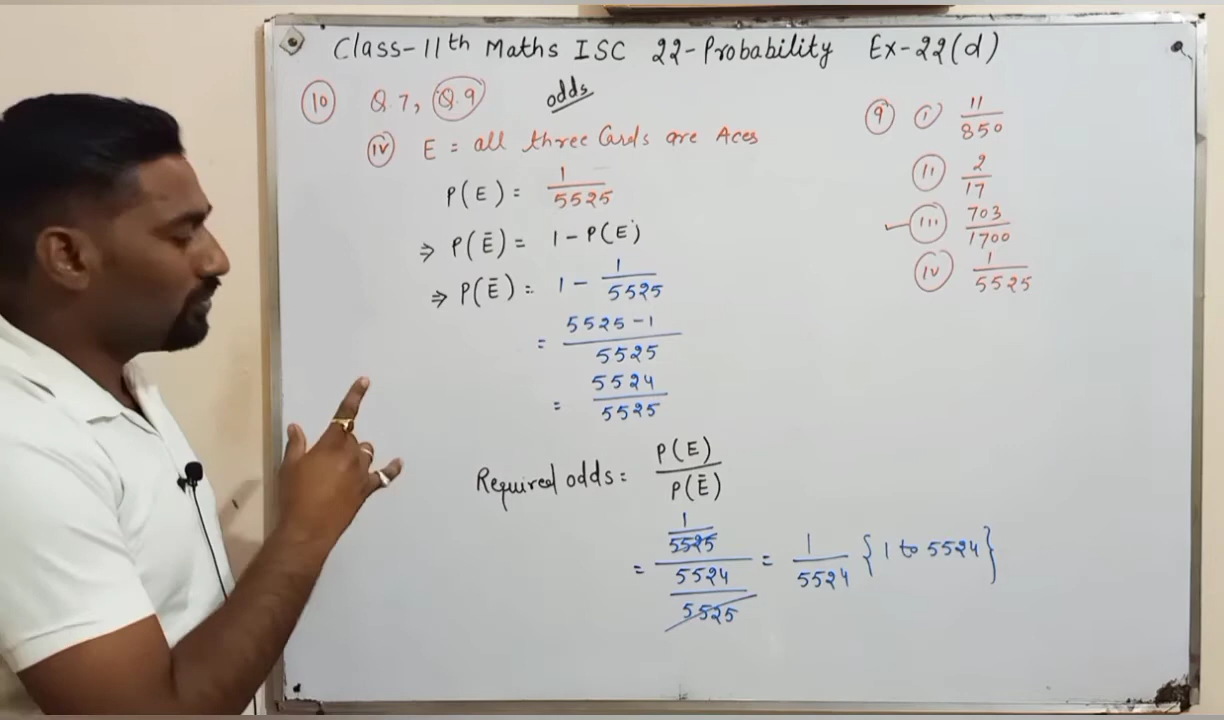 Class-11th Maths ISC 22-Probability Ex-22(d)
10 Q.7, Q.9 odds
iv E = all three Cards are Aces
P(E) = 1/5525
⇒ P(Ē) = 1 - P(E)
⇒ P(Ē) = 1 - 1/5525
= 5525-1/5525
= 5524/5525
Required odds = P(E)/P(Ē)
= 1/5525 / 5524/5525 = 1/5524 {1 to 5524}
9 i 11/850
ii 2/17
iii 703/1700
iv 1/5525